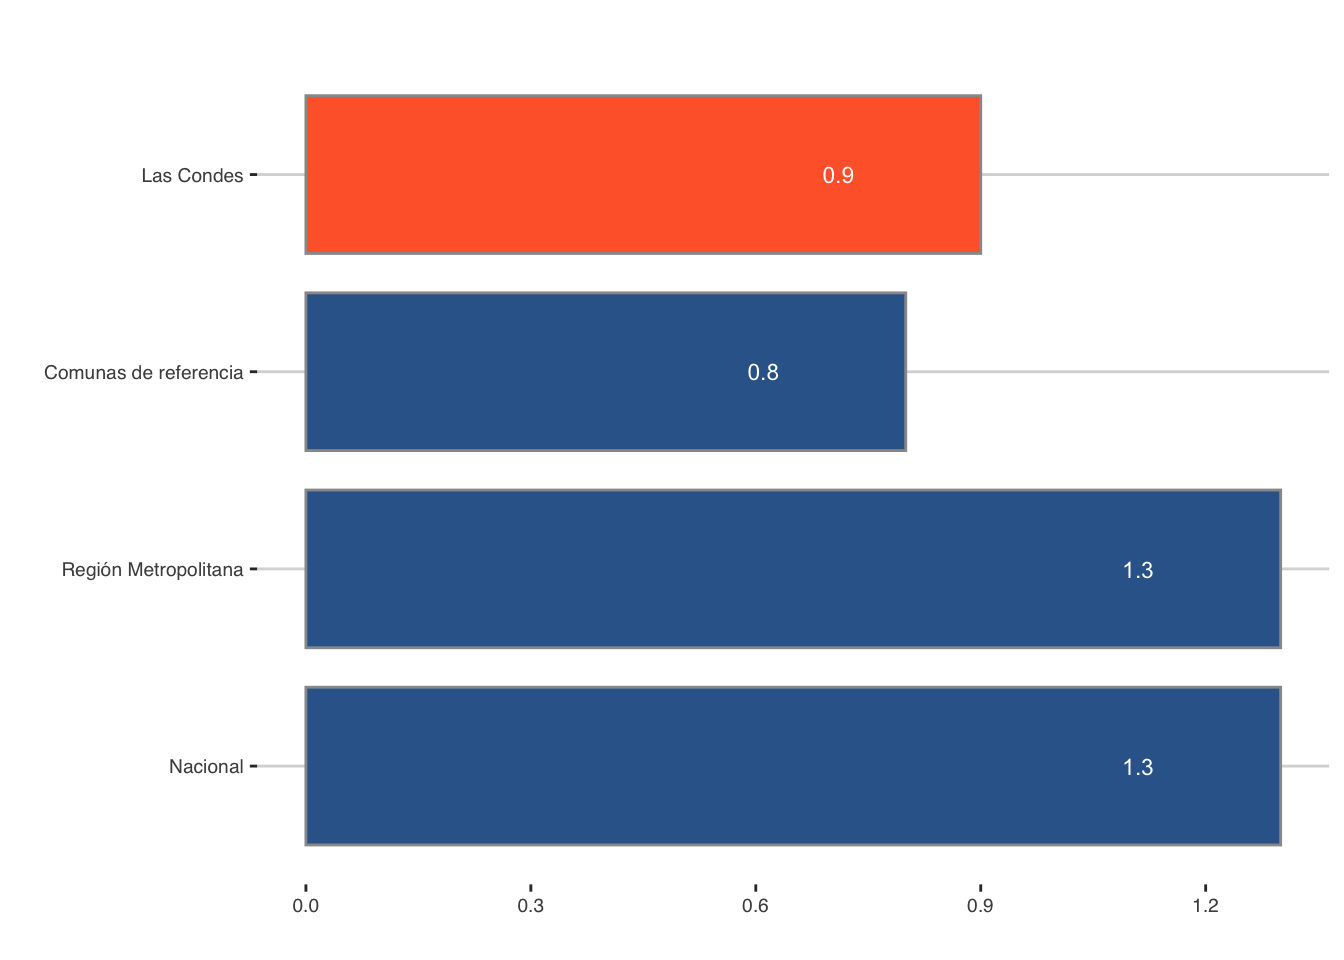 Las Condes
0.9
Comunas de referencia
0.8
Región Metropolitana
1.3
Nacional
1.3
0.0 0.3 0.6 0.9 1.2